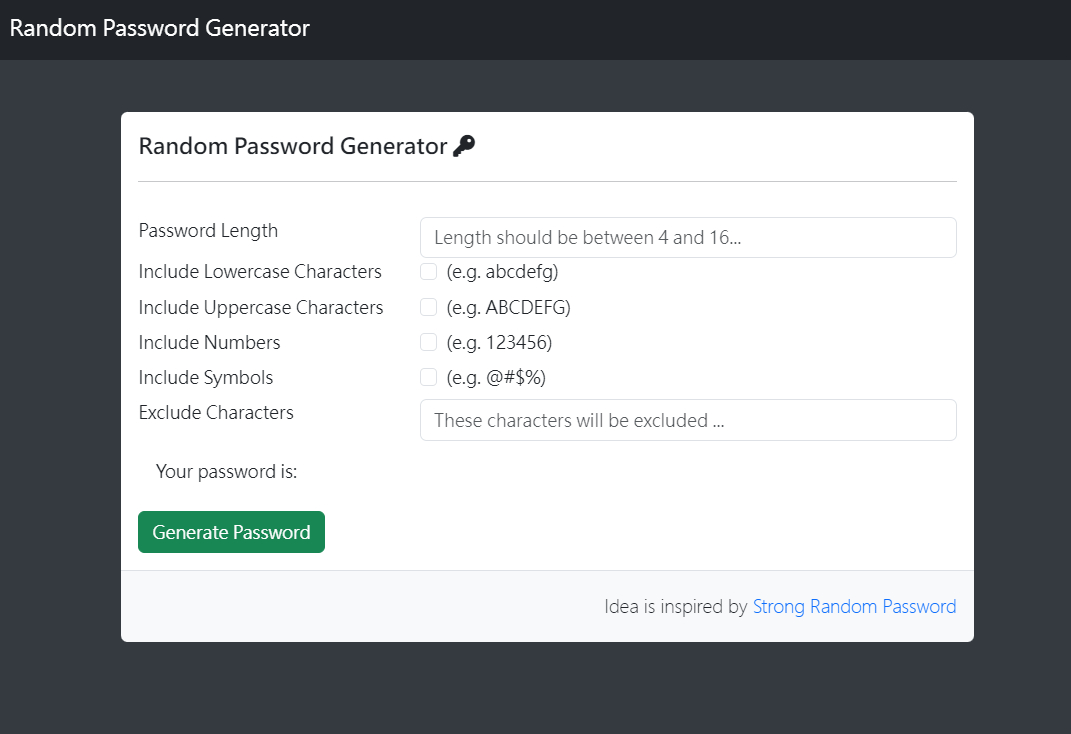 Random Password Generator
Random Password Generator
Password Length
Length should be between 4 and 16...
Include Lowercase Characters
(e.g. abcdefg)
Include Uppercase Characters
(e.g. ABCDEFG)
Include Numbers
(e.g. 123456)
Include Symbols
(e.g. @#$%)
Exclude Characters
These characters will be excluded ...
Your password is:
Generate Password
Idea is inspired by Strong Random Password